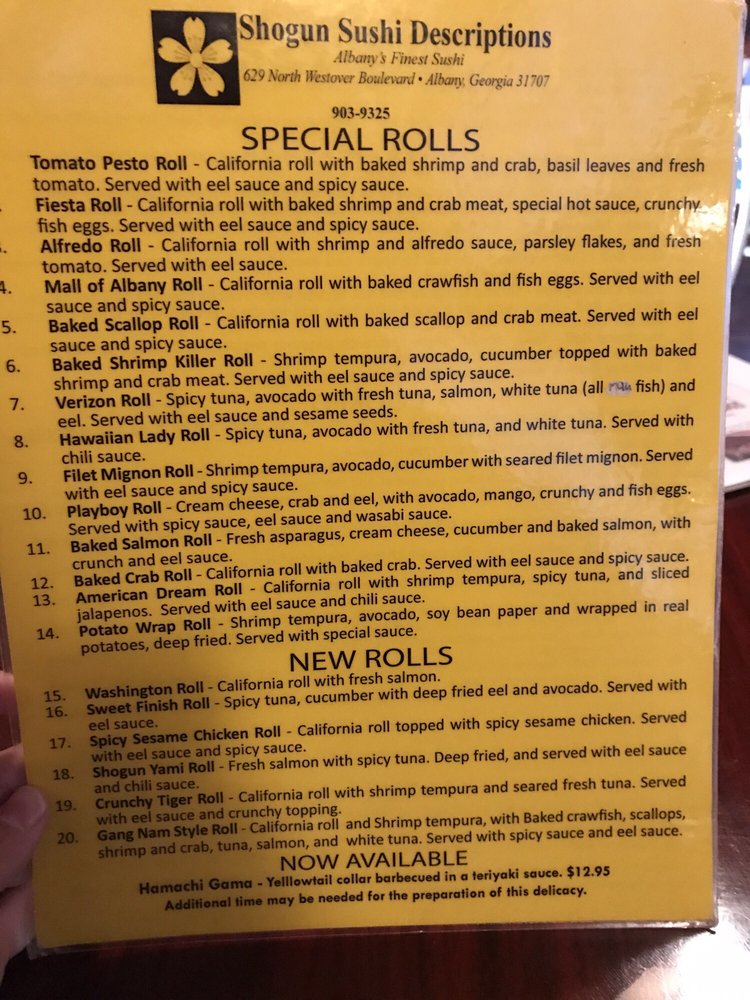 Shogun Sushi Descriptions
Albany's Finest Sushi
629 North Westover Boulevard • Albany, Georgia 31707
903-9325
SPECIAL ROLLS
Tomato Pesto Roll - California roll with baked shrimp and crab, basil leaves and fresh
tomato. Served with eel sauce and spicy sauce.
Fiesta Roll - California roll with baked shrimp and crab meat, special hot sauce, crunchy
fish eggs. Served with eel sauce and spicy sauce.
Alfredo Roll - California roll with shrimp and alfredo sauce, parsley flakes, and fresh
tomato. Served with eel sauce.
4. Mall of Albany Roll - California roll with baked crawfish and fish eggs. Served with eel
sauce and spicy sauce.
5. Baked Scallop Roll - California roll with baked scallop and crab meat. Served with eel
sauce and spicy sauce.
6. Baked Shrimp Killer Roll - Shrimp tempura, avocado, cucumber topped with baked
shrimp and crab meat. Served with eel sauce and spicy sauce.
7. Verizon Roll - Spicy tuna, avocado with fresh tuna, salmon, white tuna (all fish) and
eel. Served with eel sauce and sesame seeds.
8. Hawaiian Lady Roll - Spicy tuna, avocado with fresh tuna, and white tuna. Served with
chili sauce.
9. Filet Mignon Roll - Shrimp tempura, avocado, cucumber with seared filet mignon. Served
with eel sauce and spicy sauce.
10. Playboy Roll - Cream cheese, crab and eel, with avocado, mango, crunchy and fish eggs.
Served with spicy sauce, eel sauce and wasabi sauce.
11. Baked Salmon Roll - Fresh asparagus, cream cheese, cucumber and baked salmon, with
crunch and eel sauce.
12. Baked Crab Roll - California roll with baked crab. Served with eel sauce and spicy sauce.
13. American Dream Roll - California roll with shrimp tempura, spicy tuna, and sliced
jalapenos. Served with eel sauce and chili sauce.
14. Potato Wrap Roll - Shrimp tempura, avocado, soy bean paper and wrapped in real
potatoes, deep fried. Served with special sauce.
NEW ROLLS
15. Washington Roll - California roll with fresh salmon.
16. Sweet Finish Roll - Spicy tuna, cucumber with deep fried eel and avocado. Served with
eel sauce.
17. Spicy Sesame Chicken Roll - California roll topped with spicy sesame chicken. Served
with eel sauce and spicy sauce.
18. Shogun Yami Roll - Fresh salmon with spicy tuna. Deep fried, and served with eel sauce
and chili sauce.
19. Crunchy Tiger Roll - California roll with shrimp tempura and seared fresh tuna. Served
with eel sauce and crunchy topping.
20. Gang Nam Style Roll - California roll and Shrimp tempura, with Baked crawfish, scallops,
shrimp and crab, tuna, salmon, and white tuna. Served with spicy sauce and eel sauce.
NOW AVAILABLE
Hamachi Gama - Yelllowtail collar barbecued in a teriyaki sauce. $12.95
Additional time may be needed for the preparation of this delicacy.